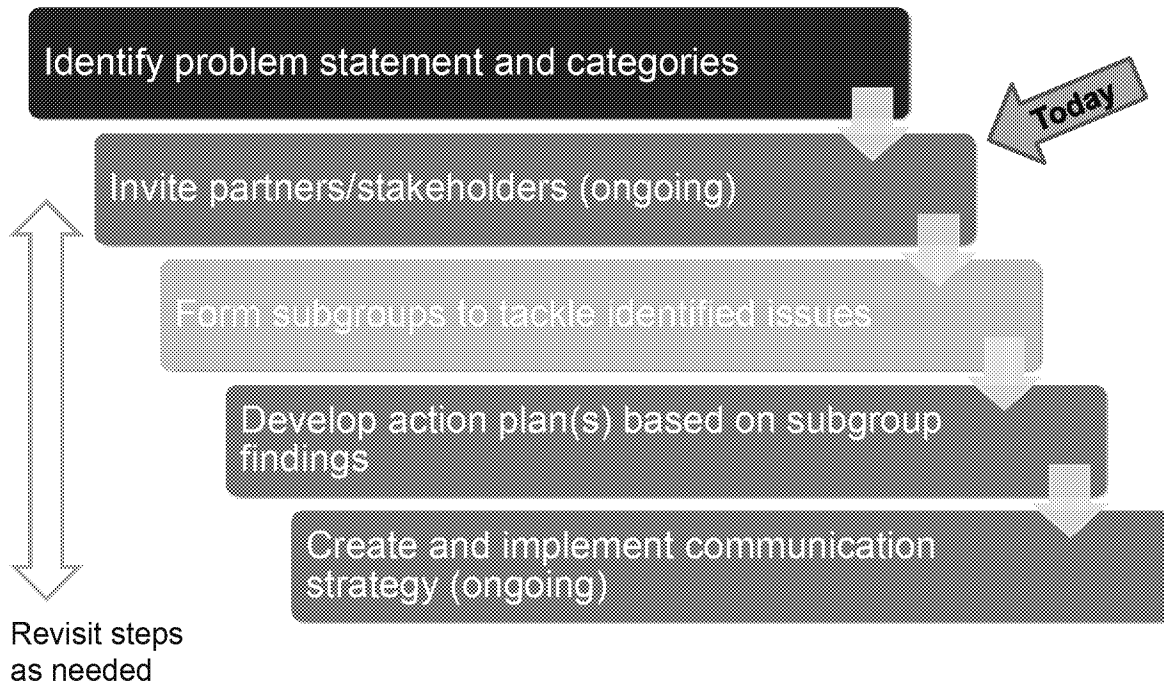 Identify problem statement and categories
Today
Invite partners/stakeholders (ongoing)
Form subgroups to tackle identified issues
Develop action plan(s) based on subgroup
findings
Create and implement communication
strategy (ongoing)
Revisit steps
as needed